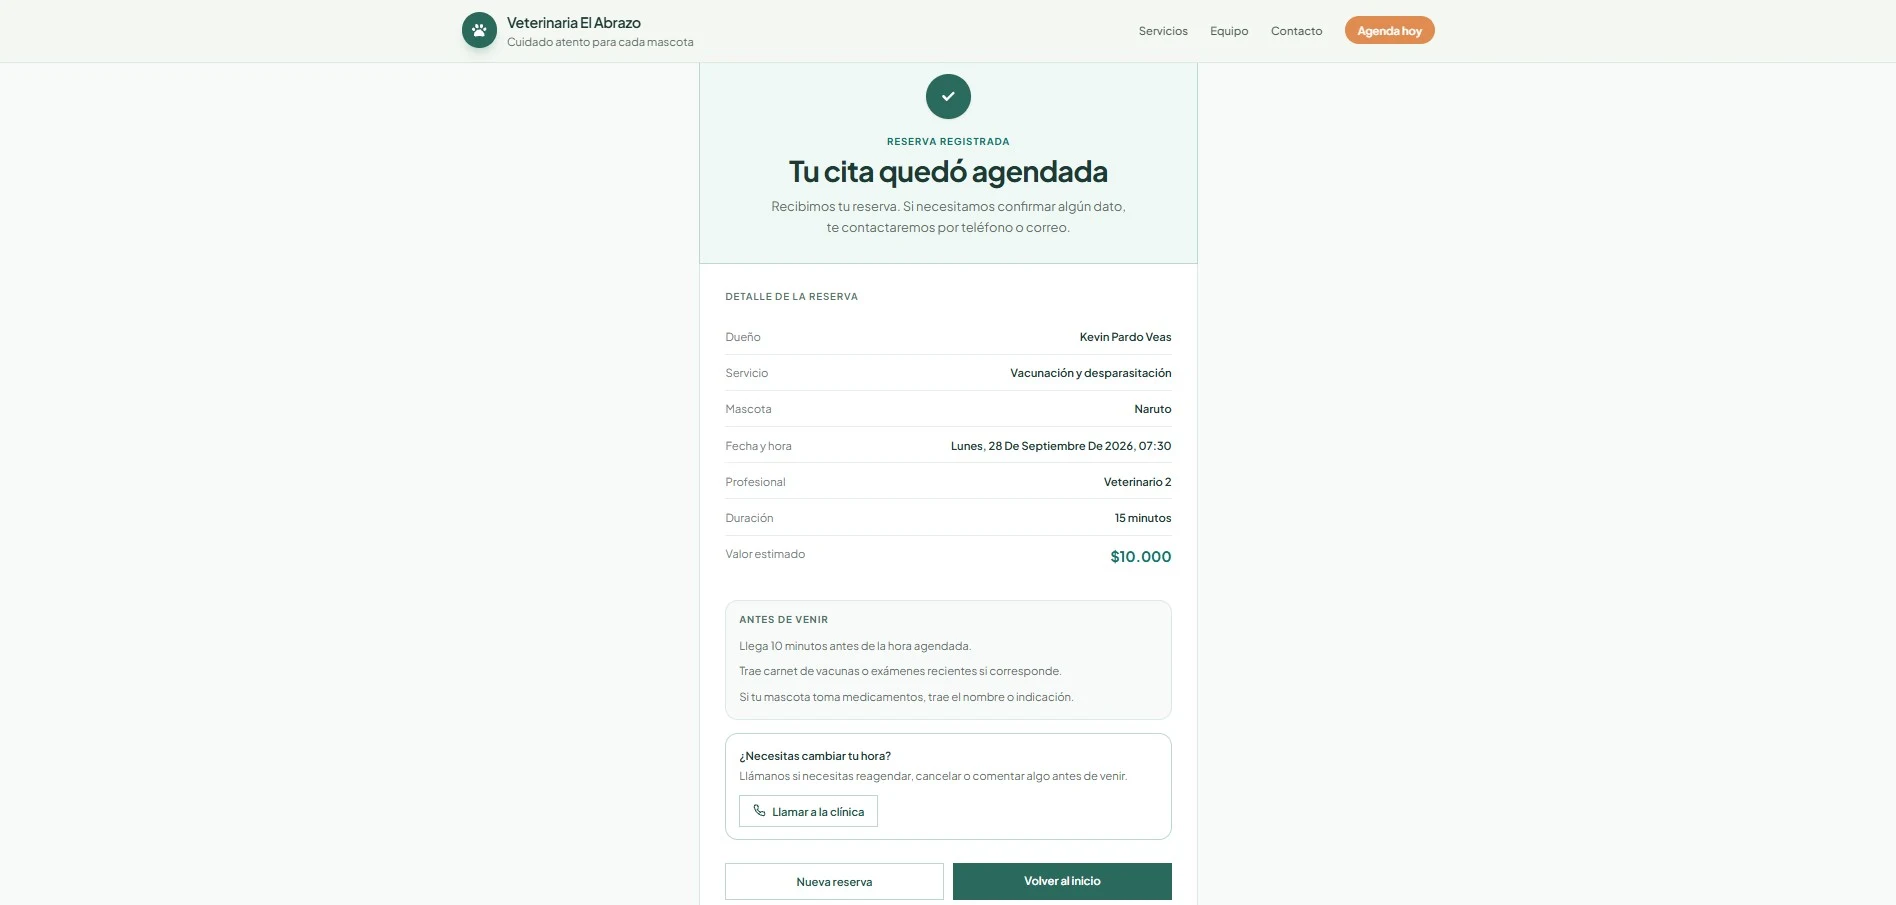 Veterinaria El Abrazo
Cuidado atento para cada mascota
Servicios
Equipo
Contacto
Agenda hoy
RESERVA REGISTRADA
Tu cita quedó agendada
Recibimos tu reserva. Si necesitamos confirmar algún dato,
te contactaremos por teléfono o correo.
DETALLE DE LA RESERVA
Dueño Kevin Pardo Veas
Servicio Vacunación y desparasitación
Mascota Naruto
Fecha y hora Lunes, 28 De Septiembre De 2026, 07:30
Profesional Veterinario 2
Duración 15 minutos
Valor estimado $10.000
ANTES DE VENIR
Llega 10 minutos antes de la hora agendada.
Trae carnet de vacunas o exámenes recientes si corresponde.
Si tu mascota toma medicamentos, trae el nombre o indicación.
¿Necesitas cambiar tu hora?
Llámanos si necesitas reagendar, cancelar o comentar algo antes de venir.
Llamar a la clínica
Nueva reserva
Volver al inicio